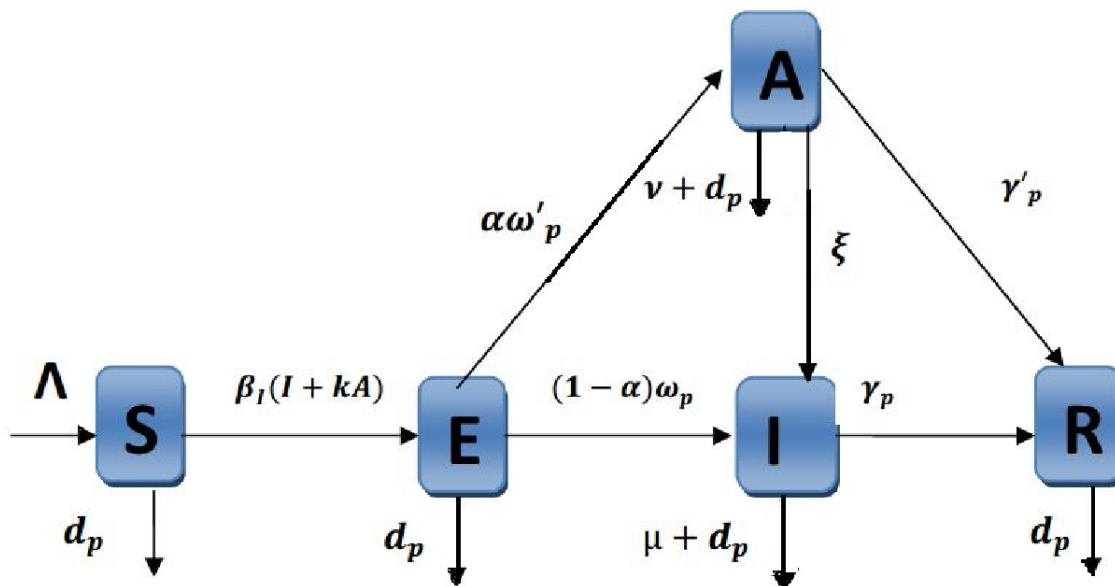 A
ν + d_p
γ'_p
αω'_p
ξ
Λ
β_I(I + kA)
(1 − α)ω_p
γ_p
S
E
I
R
d_p
d_p
μ + d_p
d_p